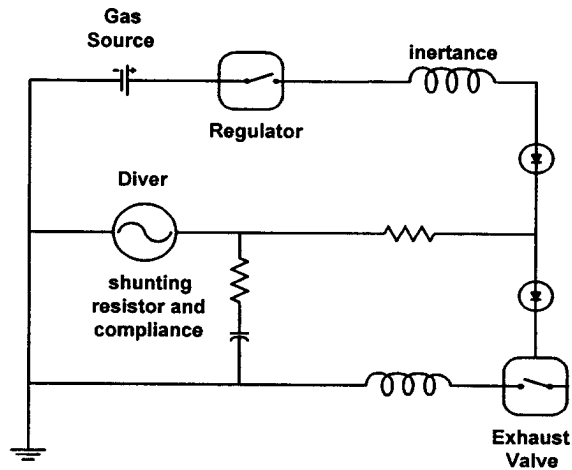 Gas
Source
inertance
Regulator
Diver
shunting
resistor and
compliance
Exhaust
Valve